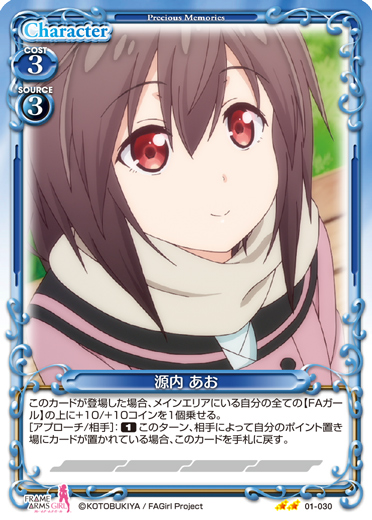 Precious Memories
Character
COST
3
SOURCE
3
源内 あお
このカードが登場した場合、メインエリアにいる自分の全ての【FAガー
ル】の上に+10/+10コインを1個乗せる。
[アプローチ/相手]:1このターン、相手によって自分のポイント置き
場にカードが置かれている場合、このカードを手札に戻す。
FRAME
ARMS GIRL
©KOTOBUKIYA / FAGirl Project
01-030